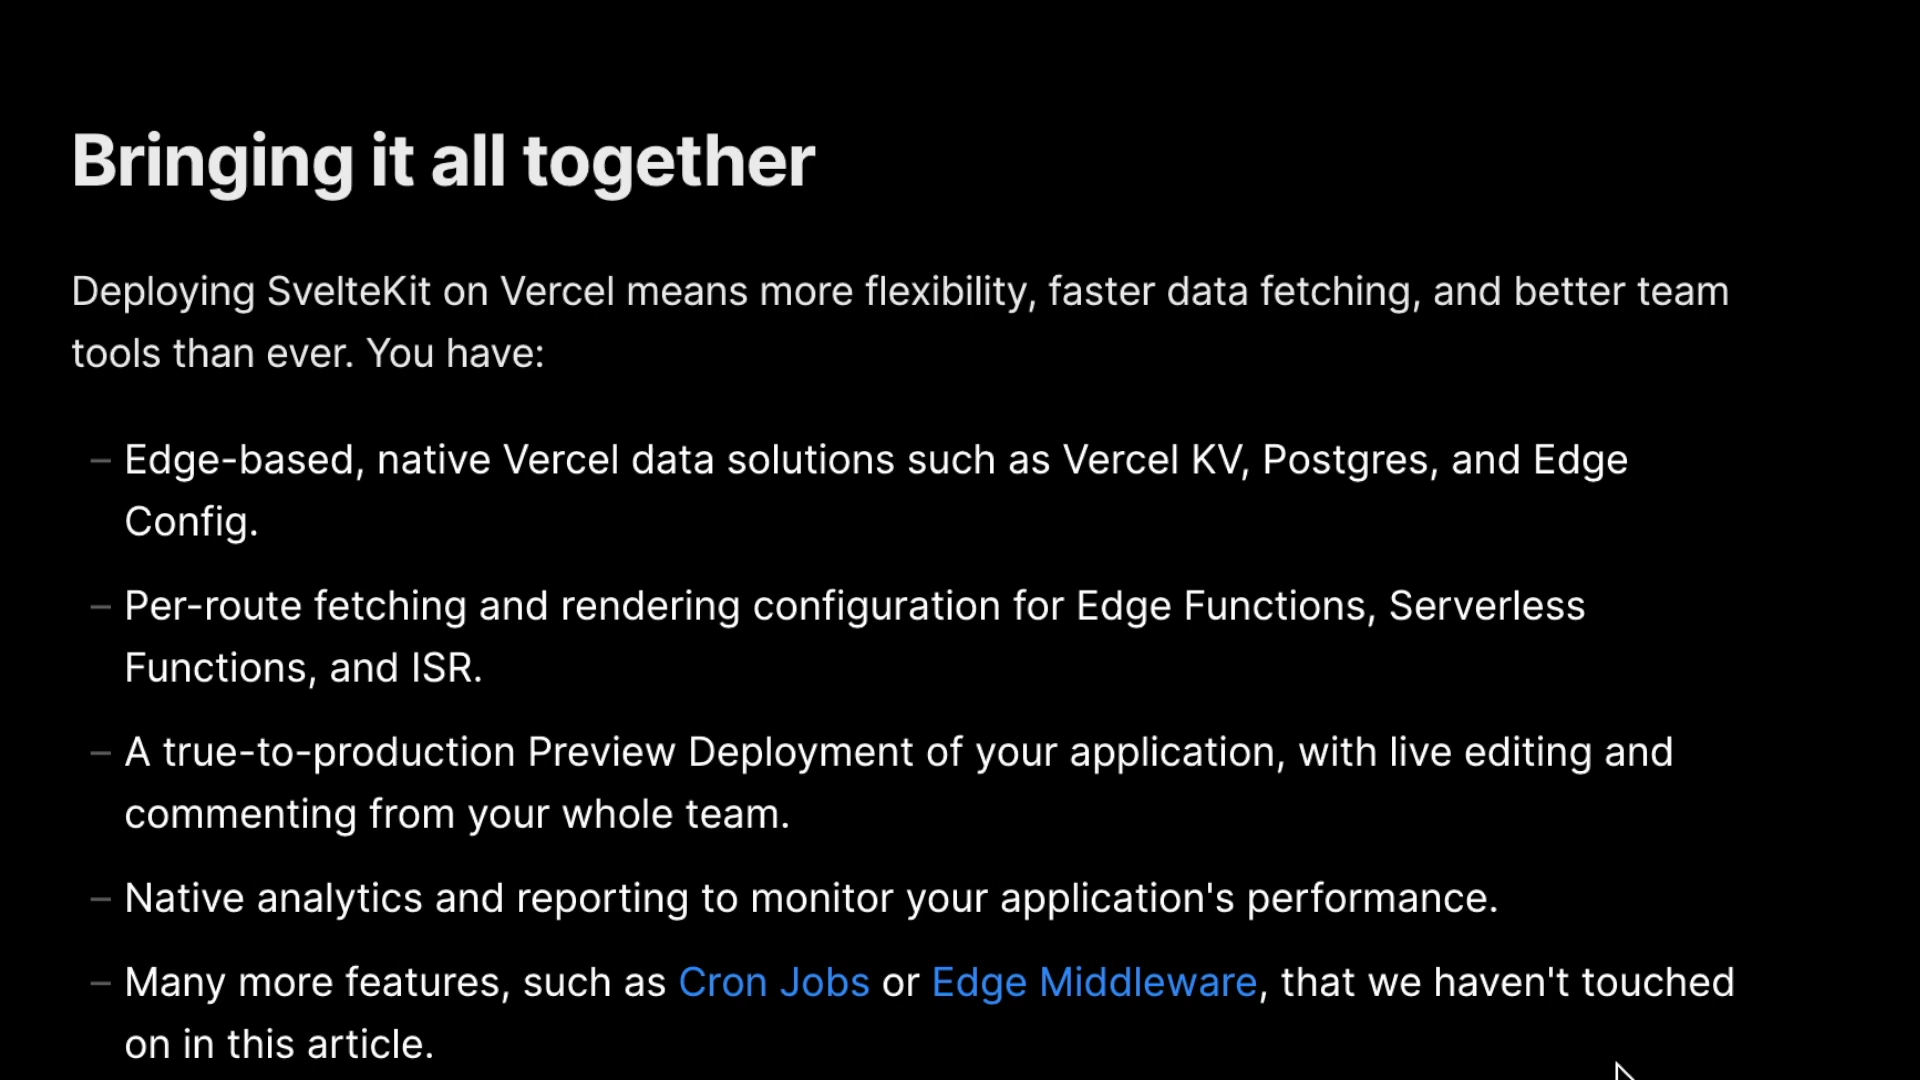 Bringing it all together
Deploying SvelteKit on Vercel means more flexibility, faster data fetching, and better team
tools than ever. You have:
– Edge-based, native Vercel data solutions such as Vercel KV, Postgres, and Edge
Config.
– Per-route fetching and rendering configuration for Edge Functions, Serverless
Functions, and ISR.
– A true-to-production Preview Deployment of your application, with live editing and
commenting from your whole team.
– Native analytics and reporting to monitor your application's performance.
– Many more features, such as Cron Jobs or Edge Middleware, that we haven't touched
on in this article.